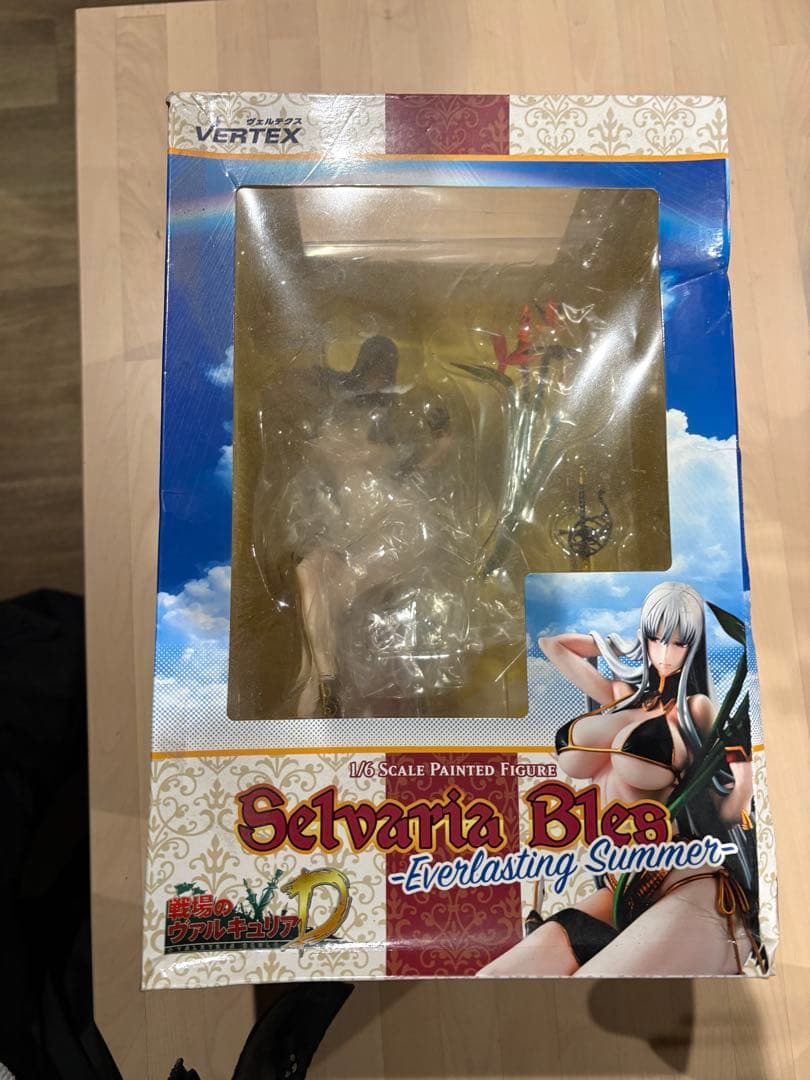 ヴェルテクス
VERTEX
1/6 SCALE PAINTED FIGURE
Selvaria Bles
-Everlasting Summer-
戦場の
ヴァルキュリア D